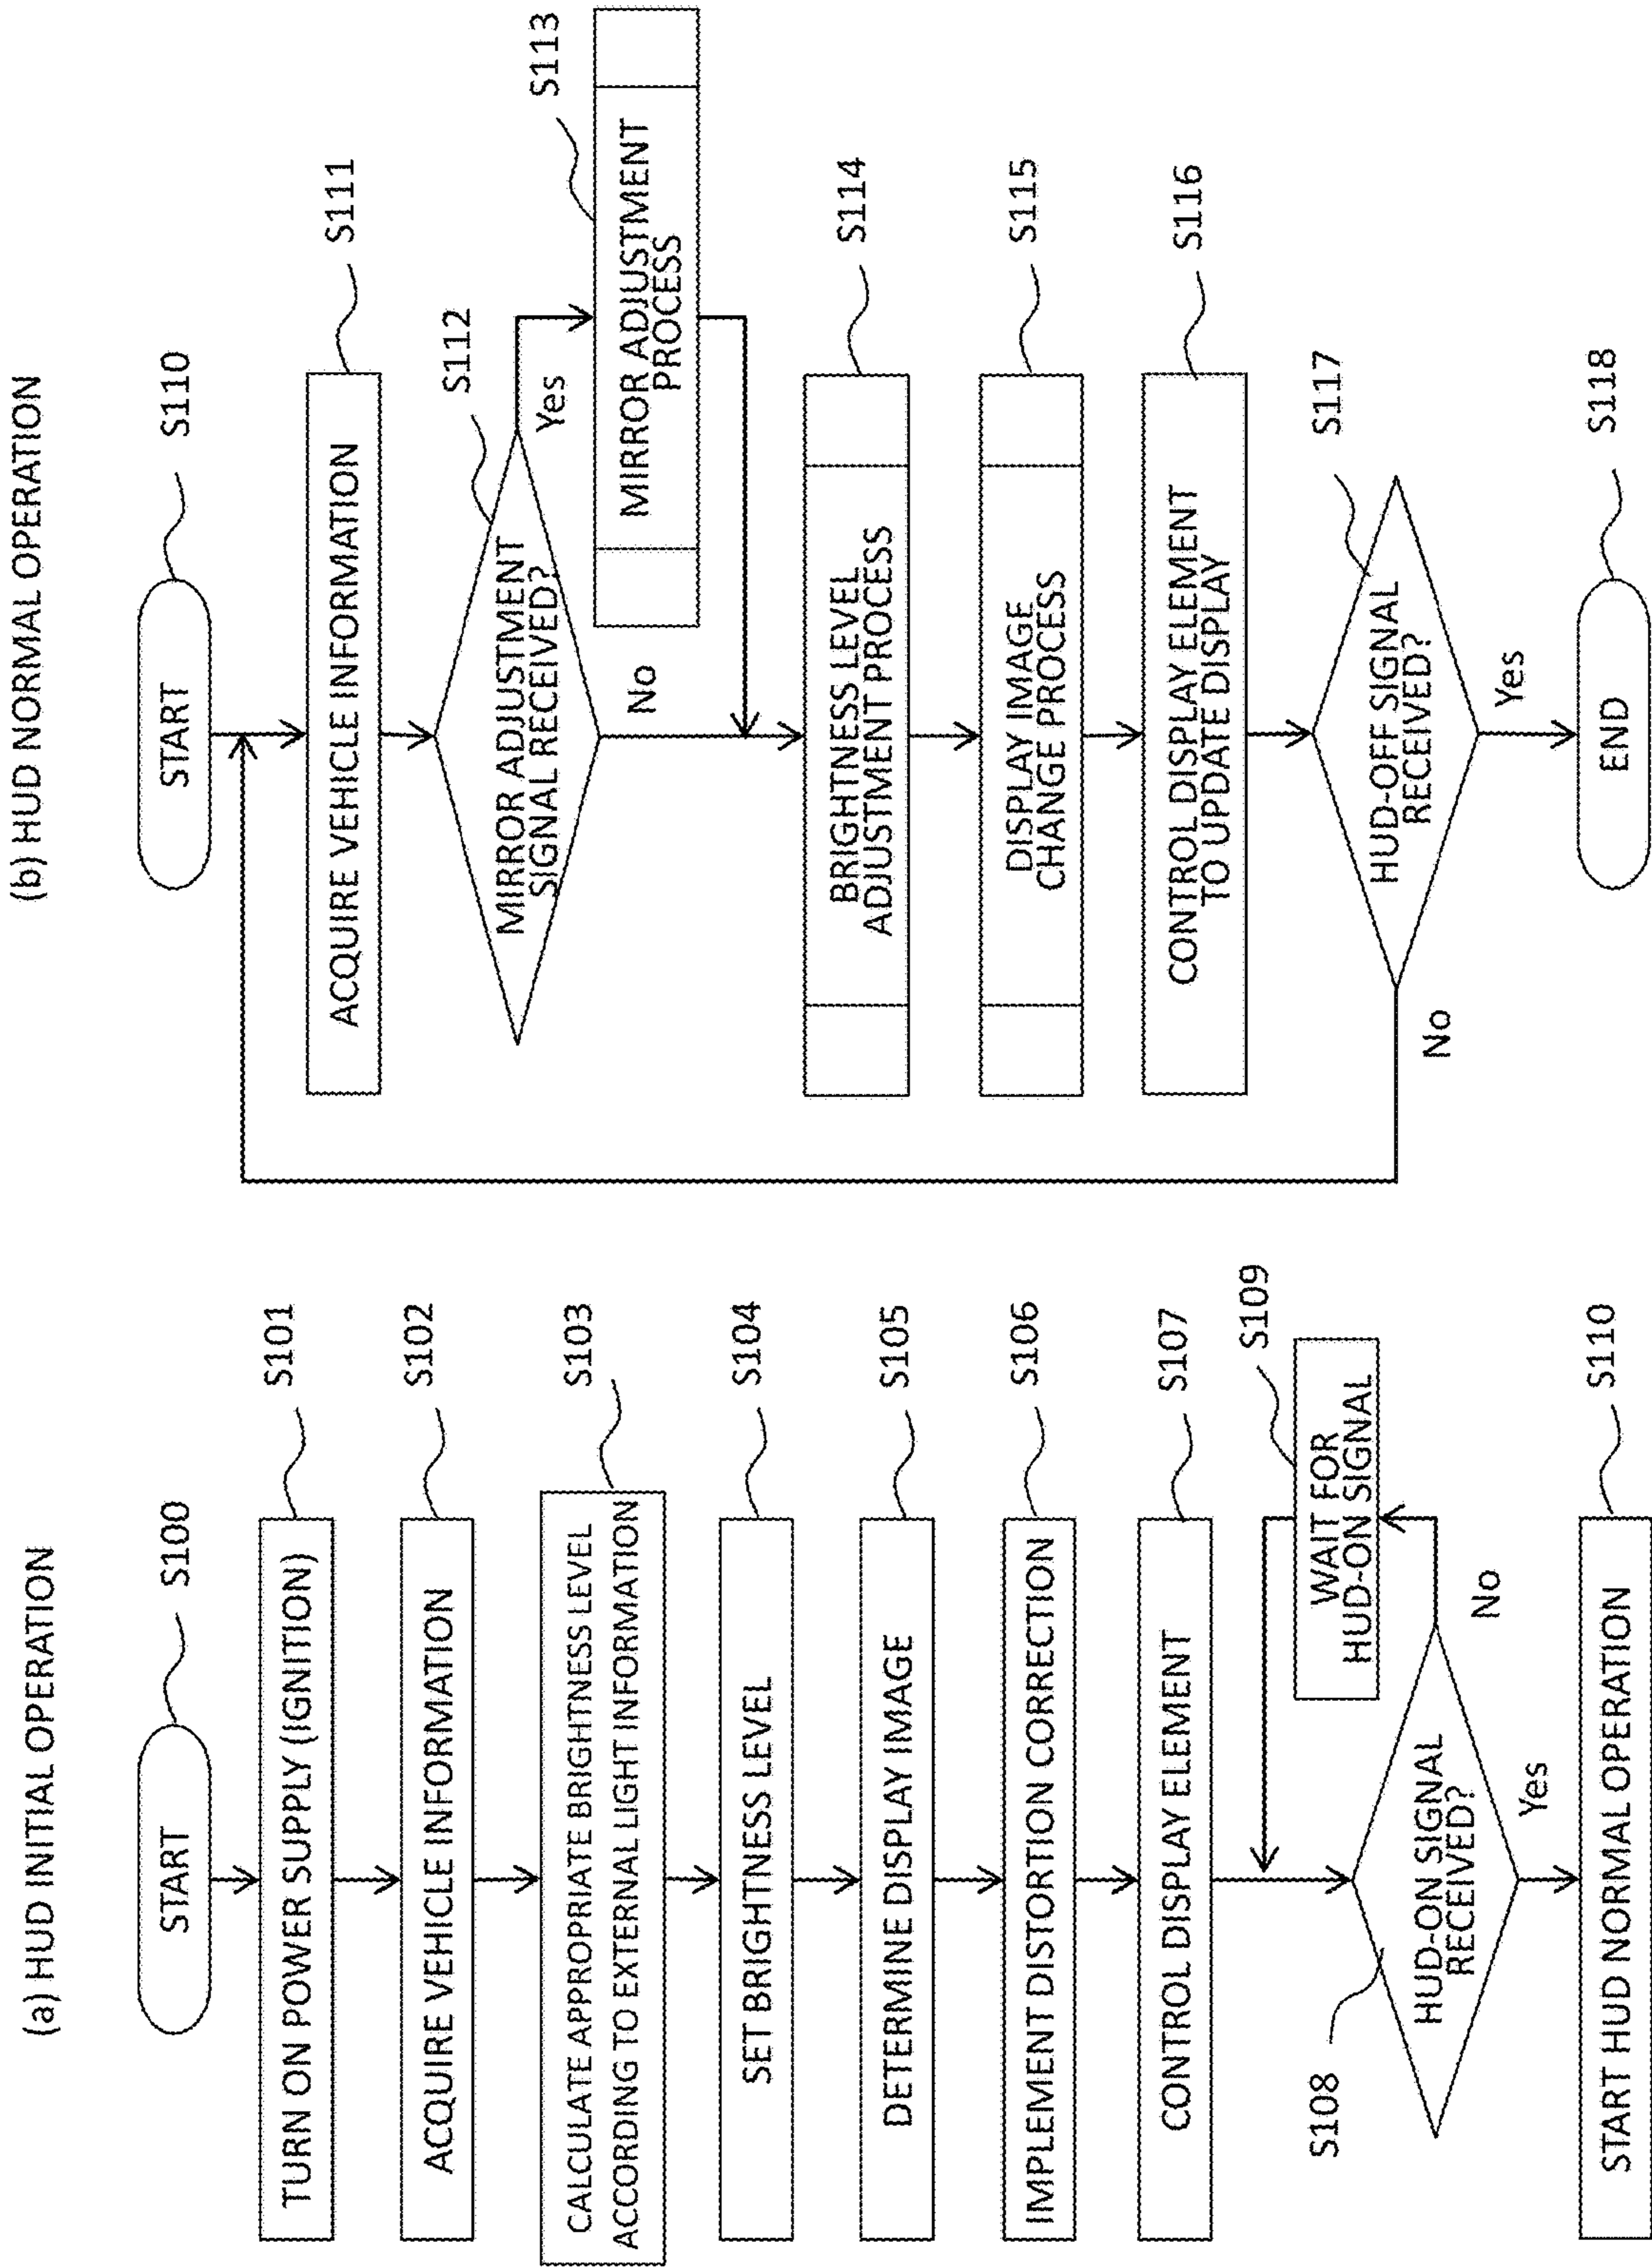 (a) HUD INITIAL OPERATION
START
S100
TURN ON POWER SUPPLY (IGNITION)
S101
ACQUIRE VEHICLE INFORMATION
S102
CALCULATE APPROPRIATE BRIGHTNESS LEVEL
ACCORDING TO EXTERNAL LIGHT INFORMATION
S103
SET BRIGHTNESS LEVEL
S104
DETERMINE DISPLAY IMAGE
S105
IMPLEMENT DISTORTION CORRECTION
S106
CONTROL DISPLAY ELEMENT
S107
S108
HUD-ON SIGNAL
RECEIVED?
No
WAIT FOR
HUD-ON SIGNAL
S109
Yes
START HUD NORMAL OPERATION
S110
(b) HUD NORMAL OPERATION
START
S110
ACQUIRE VEHICLE INFORMATION
S111
MIRROR ADJUSTMENT
SIGNAL RECEIVED?
S112
Yes
No
MIRROR ADJUSTMENT
PROCESS
S113
BRIGHTNESS LEVEL
ADJUSTMENT PROCESS
S114
DISPLAY IMAGE
CHANGE PROCESS
S115
CONTROL DISPLAY ELEMENT
TO UPDATE DISPLAY
S116
HUD-OFF SIGNAL
RECEIVED?
S117
No
Yes
END
S118